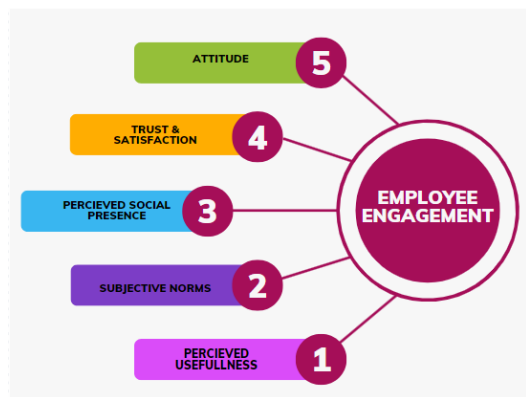 ATTITUDE
5
TRUST &
SATISFACTION
4
PERCIEVED SOCIAL
PRESENCE
3
EMPLOYEE
ENGAGEMENT
SUBJECTIVE NORMS
2
PERCIEVED
USEFULLNESS
1